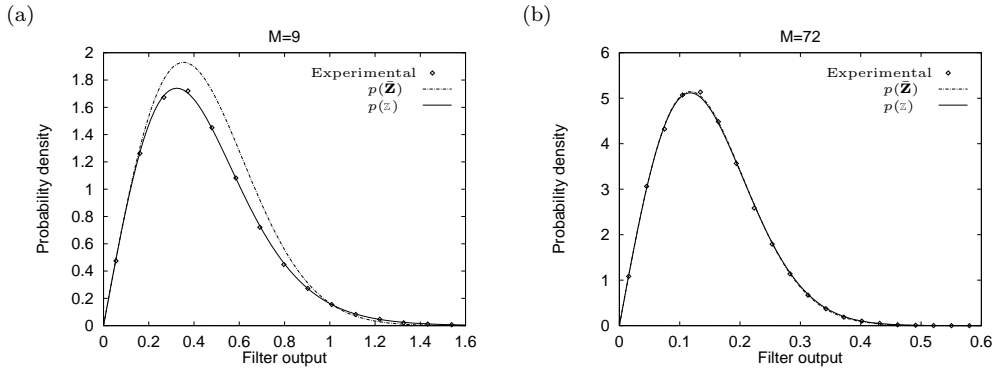 (a)
M=9
Probability density
2
1.8
1.6
1.4
1.2
1
0.8
0.6
0.4
0.2
0
Experimental
p(Z̄)
p(𝕫)
0 0.2 0.4 0.6 0.8 1 1.2 1.4 1.6
Filter output
(b)
M=72
Probability density
6
5
4
3
2
1
0
Experimental
p(Z̄)
p(𝕫)
0 0.1 0.2 0.3 0.4 0.5 0.6
Filter output